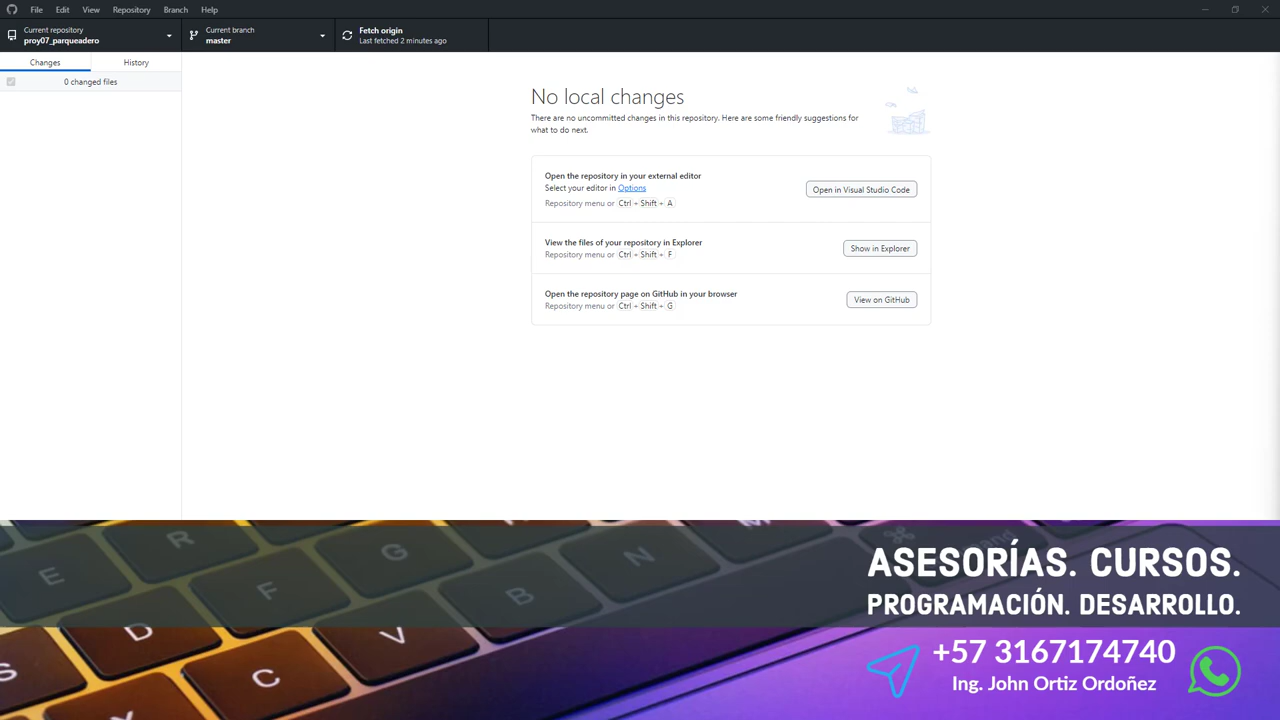 File Edit View Repository Branch Help
Current repository
proy07_parqueadero
Current branch
master
Fetch origin
Last fetched 2 minutes ago
Changes
History
0 changed files
No local changes
There are no uncommitted changes in this repository. Here are some friendly suggestions for
what to do next.
Open the repository in your external editor
Select your editor in Options
Repository menu or Ctrl + Shift + A
Open in Visual Studio Code
View the files of your repository in Explorer
Repository menu or Ctrl + Shift + F
Show in Explorer
Open the repository page on GitHub in your browser
Repository menu or Ctrl + Shift + G
View on GitHub
E R F G B N D V C S
ASESORÍAS. CURSOS.
PROGRAMACIÓN. DESARROLLO.
+57 3167174740
Ing. John Ortiz Ordoñez